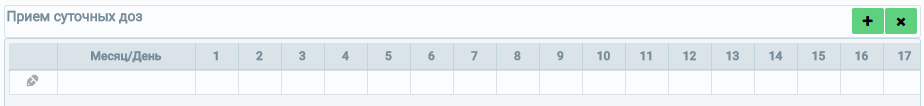 Прием суточных доз
Месяц/День 1 2 3 4 5 6 7 8 9 10 11 12 13 14 15 16 17